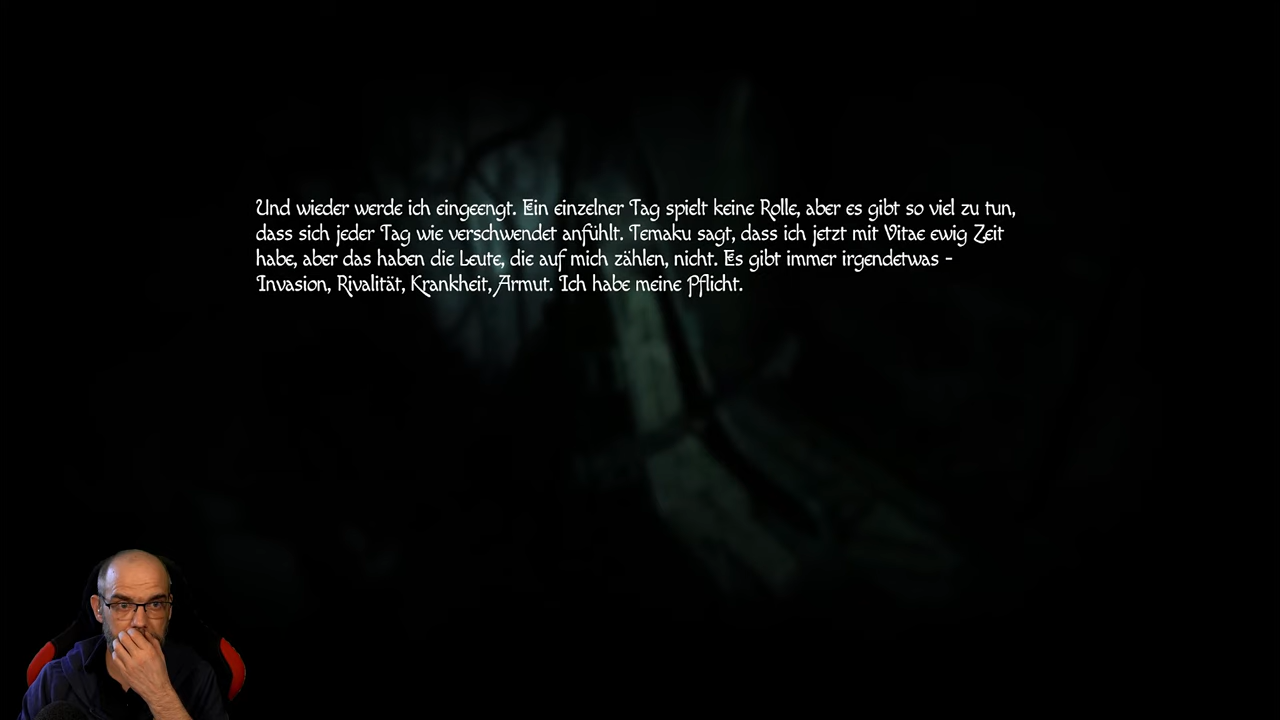 Und wieder werde ich eingeengt. Ein einzelner Tag spielt keine Rolle, aber es gibt so viel zu tun,
dass sich jeder Tag wie verschwendet anfühlt. Temaku sagt, dass ich jetzt mit Vitae ewig Zeit
habe, aber das haben die Leute, die auf mich zählen, nicht. Es gibt immer irgendetwas -
Invasion, Rivalität, Krankheit, Armut. Ich habe meine Pflicht.